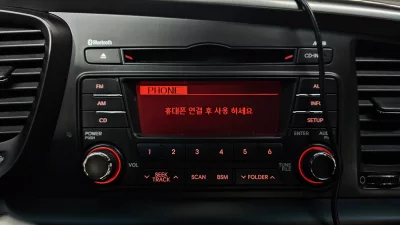 Bluetooth
CD-IN
FM
PHONE
AM
휴대폰 연결 후 사용 하세요
INFO
CD
SETUP
POWER
PUSH
ENTER
1 2 3 4 5 6
VOL
SEEK
TRACK
SCAN
BSM
FOLDER
TUNE
FILE